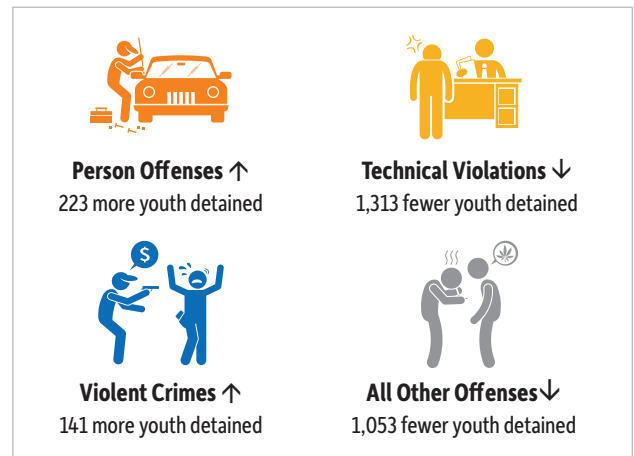 Person Offenses ↑
223 more youth detained
Technical Violations ↓
1,313 fewer youth detained
$
Violent Crimes ↑
141 more youth detained
All Other Offenses↓
1,053 fewer youth detained